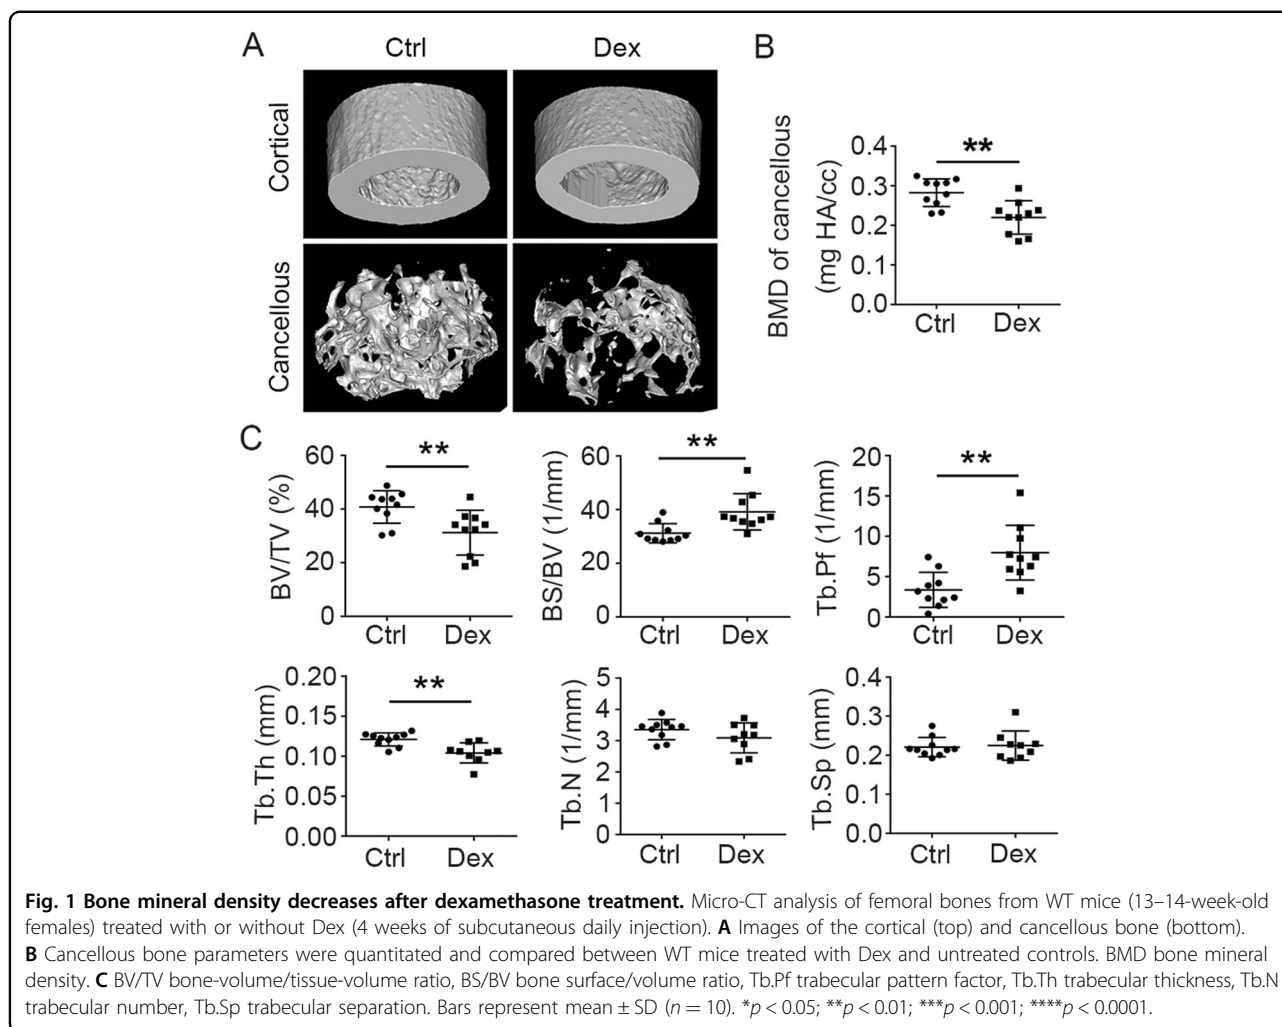 A
Ctrl
Dex
Cortical
Cancellous
B
BMD of cancellous
(mg HA/cc)
0.4
0.3
0.2
0.1
0.0
**
Ctrl
Dex
C
BV/TV (%)
60
40
20
0
**
Ctrl
Dex
BS/BV (1/mm)
60
40
20
0
**
Ctrl
Dex
Tb.Pf (1/mm)
20
15
10
5
0
**
Ctrl
Dex
Tb.Th (mm)
0.20
0.15
0.10
0.05
0.00
**
Ctrl
Dex
Tb.N (1/mm)
5
4
3
2
1
0
Ctrl
Dex
Tb.Sp (mm)
0.4
0.3
0.2
0.1
0.0
Ctrl
Dex
Fig. 1 Bone mineral density decreases after dexamethasone treatment. Micro-CT analysis of femoral bones from WT mice (13–14-week-old
females) treated with or without Dex (4 weeks of subcutaneous daily injection). A Images of the cortical (top) and cancellous bone (bottom).
B Cancellous bone parameters were quantitated and compared between WT mice treated with Dex and untreated controls. BMD bone mineral
density. C BV/TV bone-volume/tissue-volume ratio, BS/BV bone surface/volume ratio, Tb.Pf trabecular pattern factor, Tb.Th trabecular thickness, Tb.N
trabecular number, Tb.Sp trabecular separation. Bars represent mean ± SD (n = 10). *p < 0.05; **p < 0.01; ***p < 0.001; ****p < 0.0001.